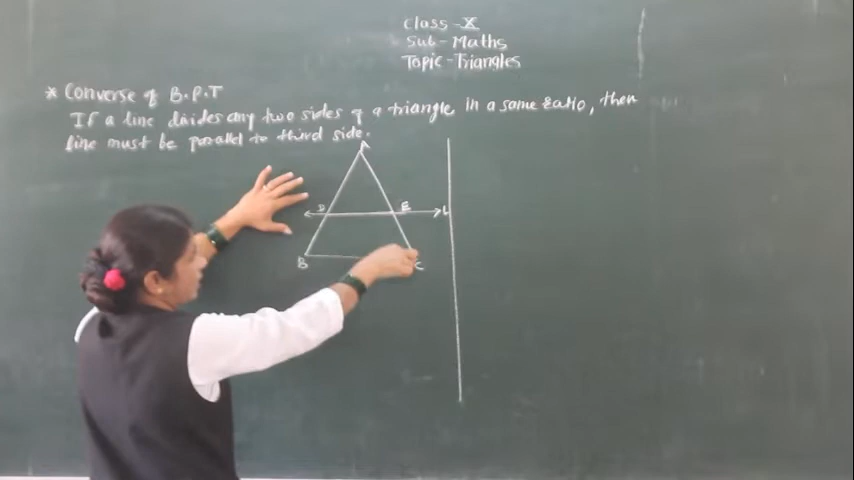 Class - X
Sub - Maths
Topic - Triangles
* Converse of B.P.T
If a line divides any two sides of a triangle in a same ratio, then
line must be parallel to third side.
A
D E L
B C